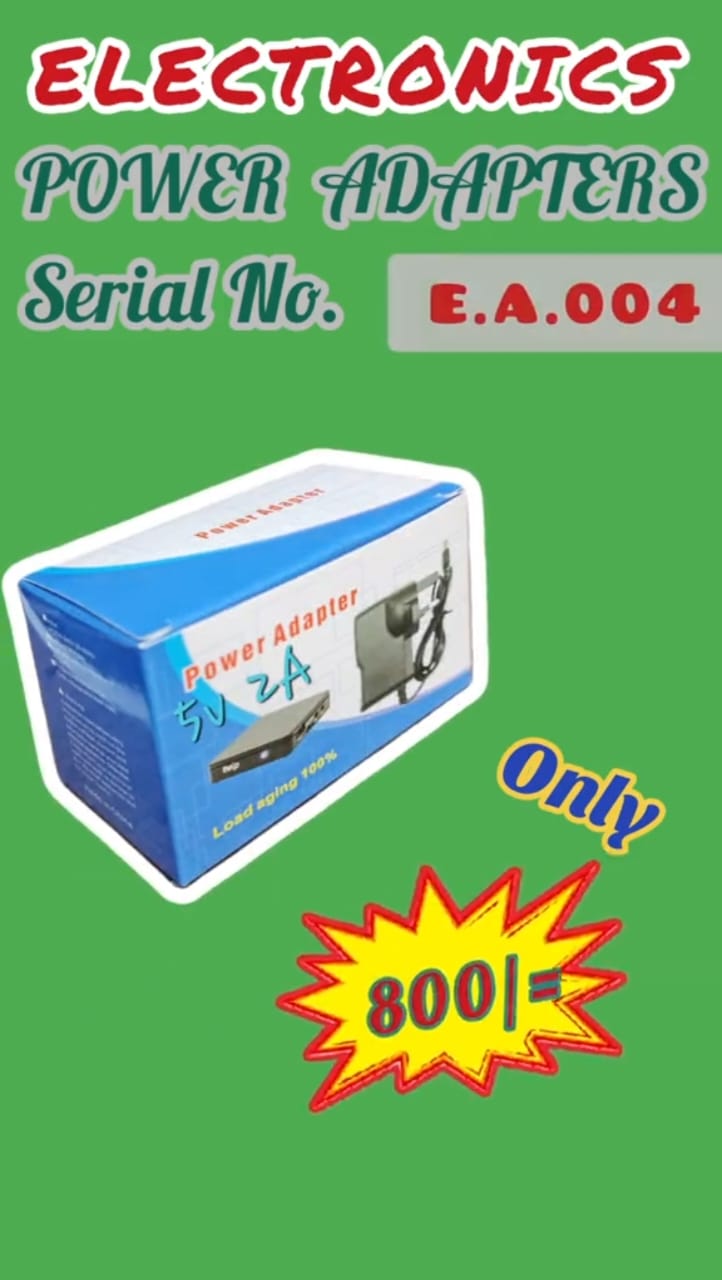 ELECTRONICS
POWER ADAPTERS
Serial No. E.A.004
Power Adapter
Power Adapter
5V 2A
Load aging 100%
Only
800/=